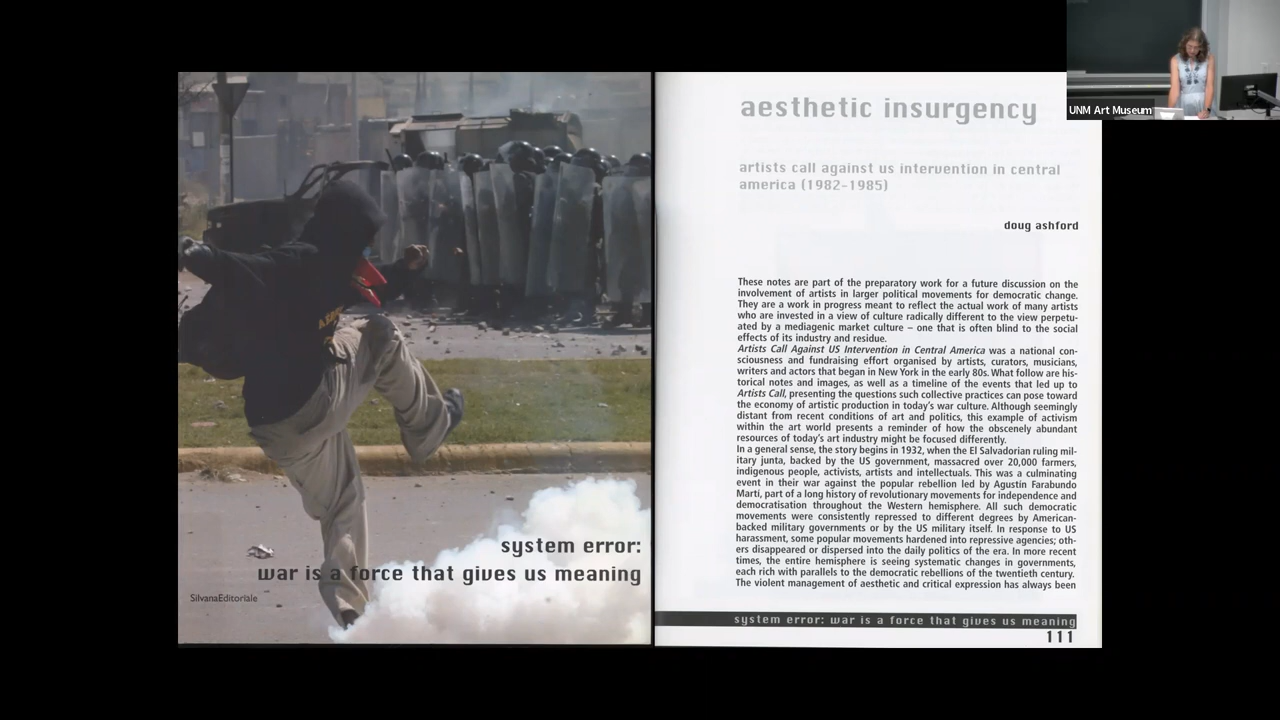 UNM Art Museum
system error:
war is a force that gives us meaning
SilvanaEditoriale
aesthetic insurgency
artists call against us intervention in central
america (1982-1985)
doug ashford
These notes are part of the preparatory work for a future discussion on the
involvement of artists in larger political movements for democratic change.
They are a work in progress meant to reflect the actual work of many artists
who are invested in a view of culture radically different to the view perpetu-
ated by a mediagenic market culture – one that is often blind to the social
effects of its industry and residue.
Artists Call Against US Intervention in Central America was a national con-
sciousness and fundraising effort organised by artists, curators, musicians,
writers and actors that began in New York in the early 80s. What follow are his-
torical notes and images, as well as a timeline of the events that led up to
Artists Call, presenting the questions such collective practices can pose toward
the economy of artistic production in today's war culture. Although seemingly
distant from recent conditions of art and politics, this example of activism
within the art world presents a reminder of how the obscenely abundant
resources of today's art industry might be focused differently.
In a general sense, the story begins in 1932, when the El Salvadorian ruling mil-
itary junta, backed by the US government, massacred over 20,000 farmers,
indigenous people, activists, artists and intellectuals. This was a culminating
event in their war against the popular rebellion led by Agustín Farabundo
Martí, part of a long history of revolutionary movements for independence and
democratisation throughout the Western hemisphere. All such democratic
movements were consistently repressed to different degrees by American-
backed military governments or by the US military itself. In response to US
harassment, some popular movements hardened into repressive agencies; oth-
ers disappeared or dispersed into the daily politics of the era. In more recent
times, the entire hemisphere is seeing systematic changes in governments,
each rich with parallels to the democratic rebellions of the twentieth century.
The violent management of aesthetic and critical expression has always been
system error: war is a force that gives us meaning
111